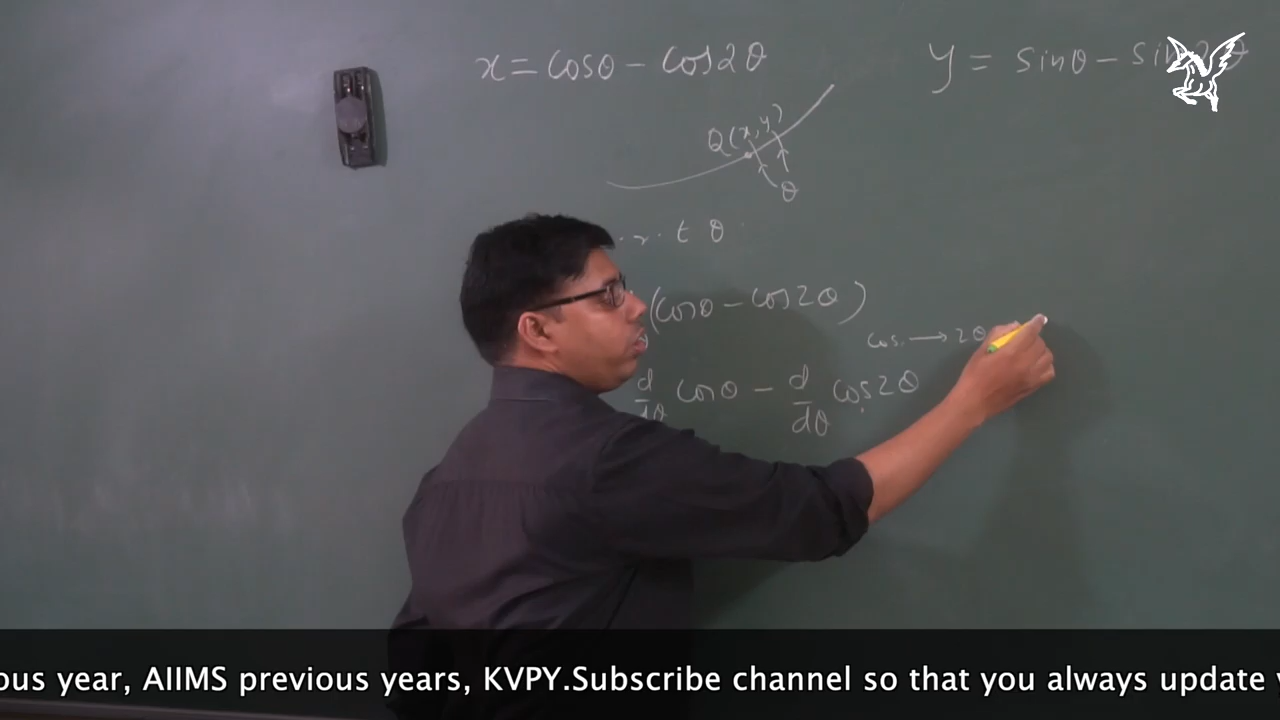 x = cosθ − cos2θ
y = sinθ − sin2θ
Q(x, y)
θ
. r. t θ
(cosθ − cos2θ)
cos. → 2θ
d/dθ cosθ − d/dθ cos2θ
ous year, AIIMS previous years, KVPY.Subscribe channel so that you always update